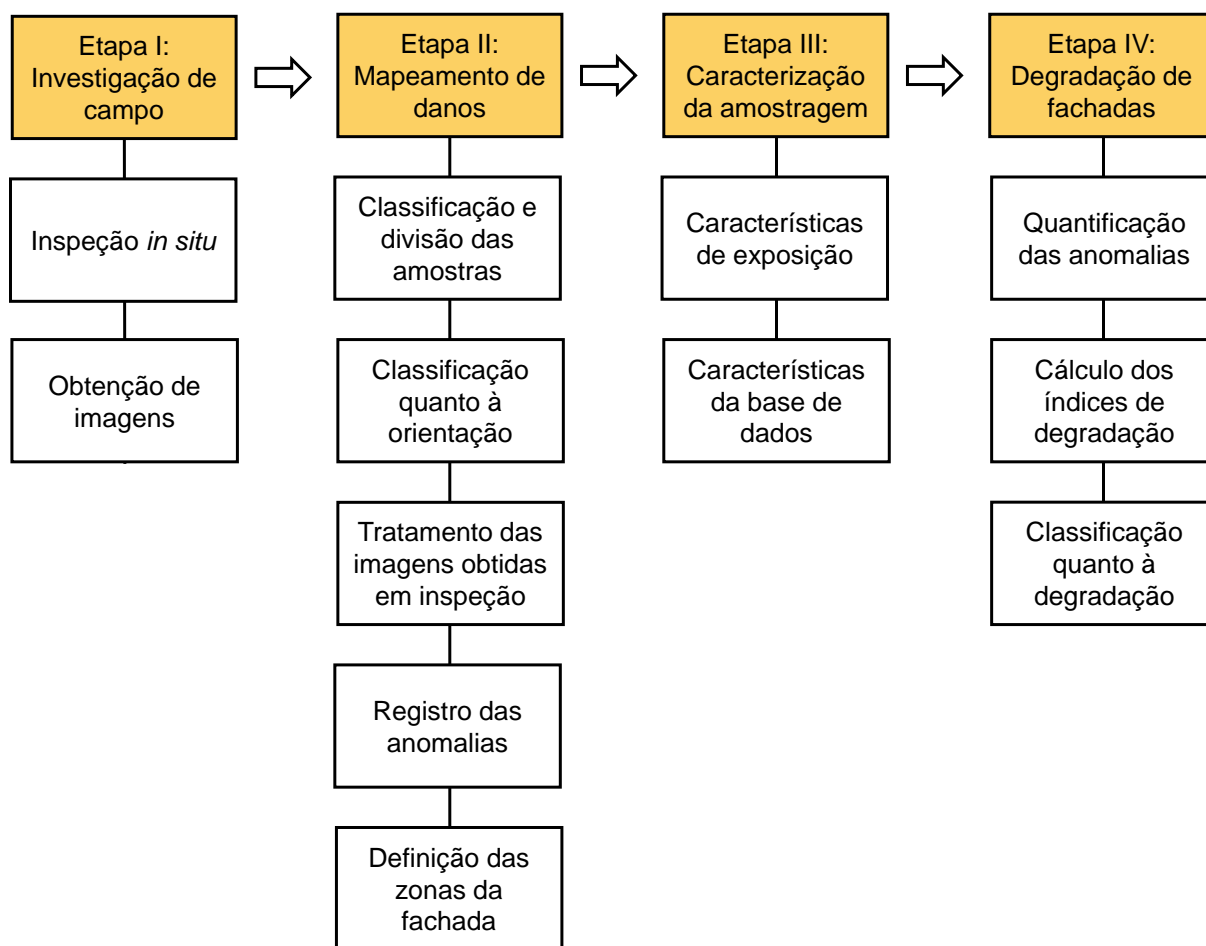 Etapa I:
Investigação de
campo
Inspeção in situ
Obtenção de
imagens
Etapa II:
Mapeamento de
danos
Classificação e
divisão das
amostras
Classificação
quanto à
orientação
Tratamento das
imagens obtidas
em inspeção
Registro das
anomalias
Definição das
zonas da
fachada
Etapa III:
Caracterização
da amostragem
Características
de exposição
Características
da base de
dados
Etapa IV:
Degradação de
fachadas
Quantificação
das anomalias
Cálculo dos
índices de
degradação
Classificação
quanto à
degradação